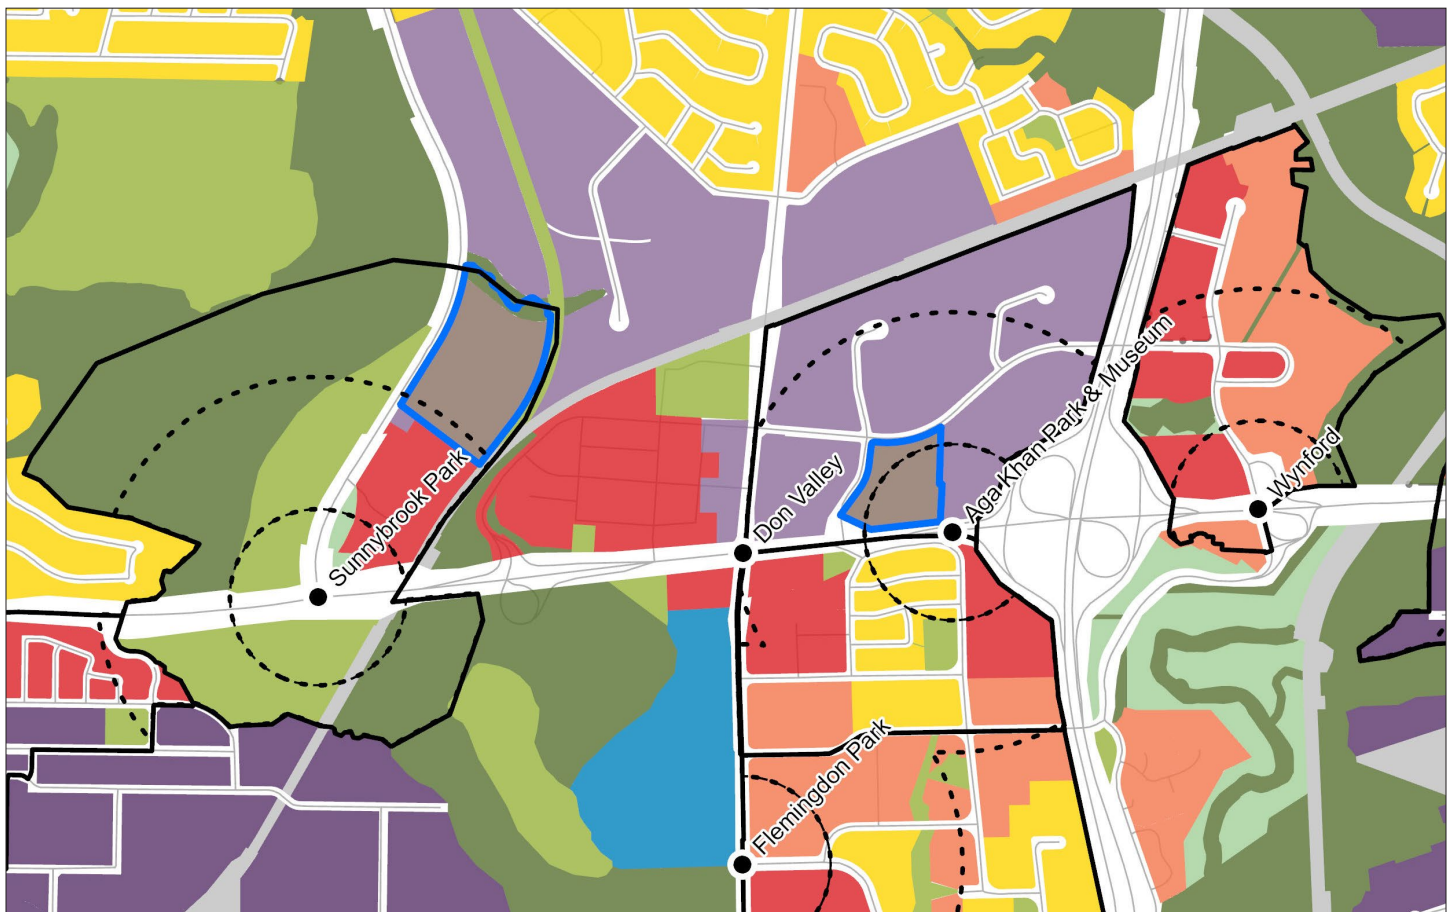 Sunnybrook Park
Don Valley
Aga Khan Park & Museum
Wynford
Flemingdon Park